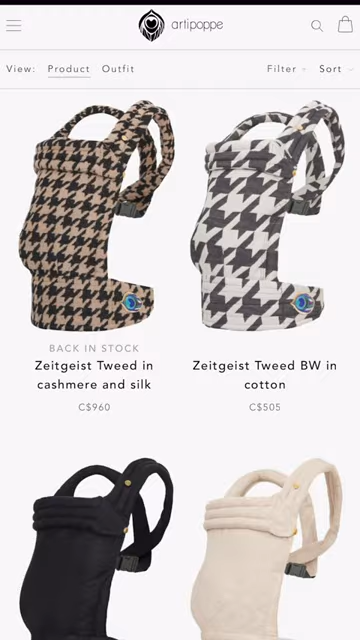 artipoppe
View: Product Outfit Filter Sort
BACK IN STOCK
Zeitgeist Tweed in
cashmere and silk
C$960
Zeitgeist Tweed BW in
cotton
C$505